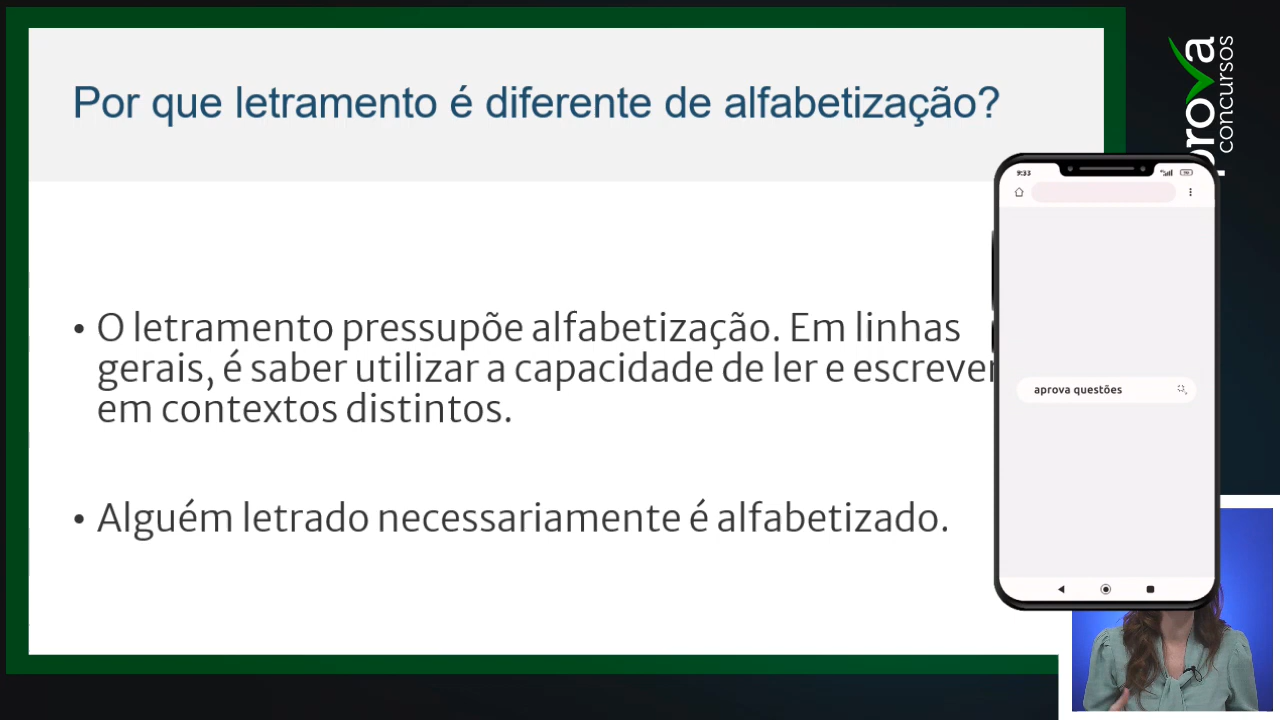 Por que letramento é diferente de alfabetização?
• O letramento pressupõe alfabetização. Em linhas
gerais, é saber utilizar a capacidade de ler e escrever
em contextos distintos.
• Alguém letrado necessariamente é alfabetizado.
9:33
aprova questões
prova
concursos